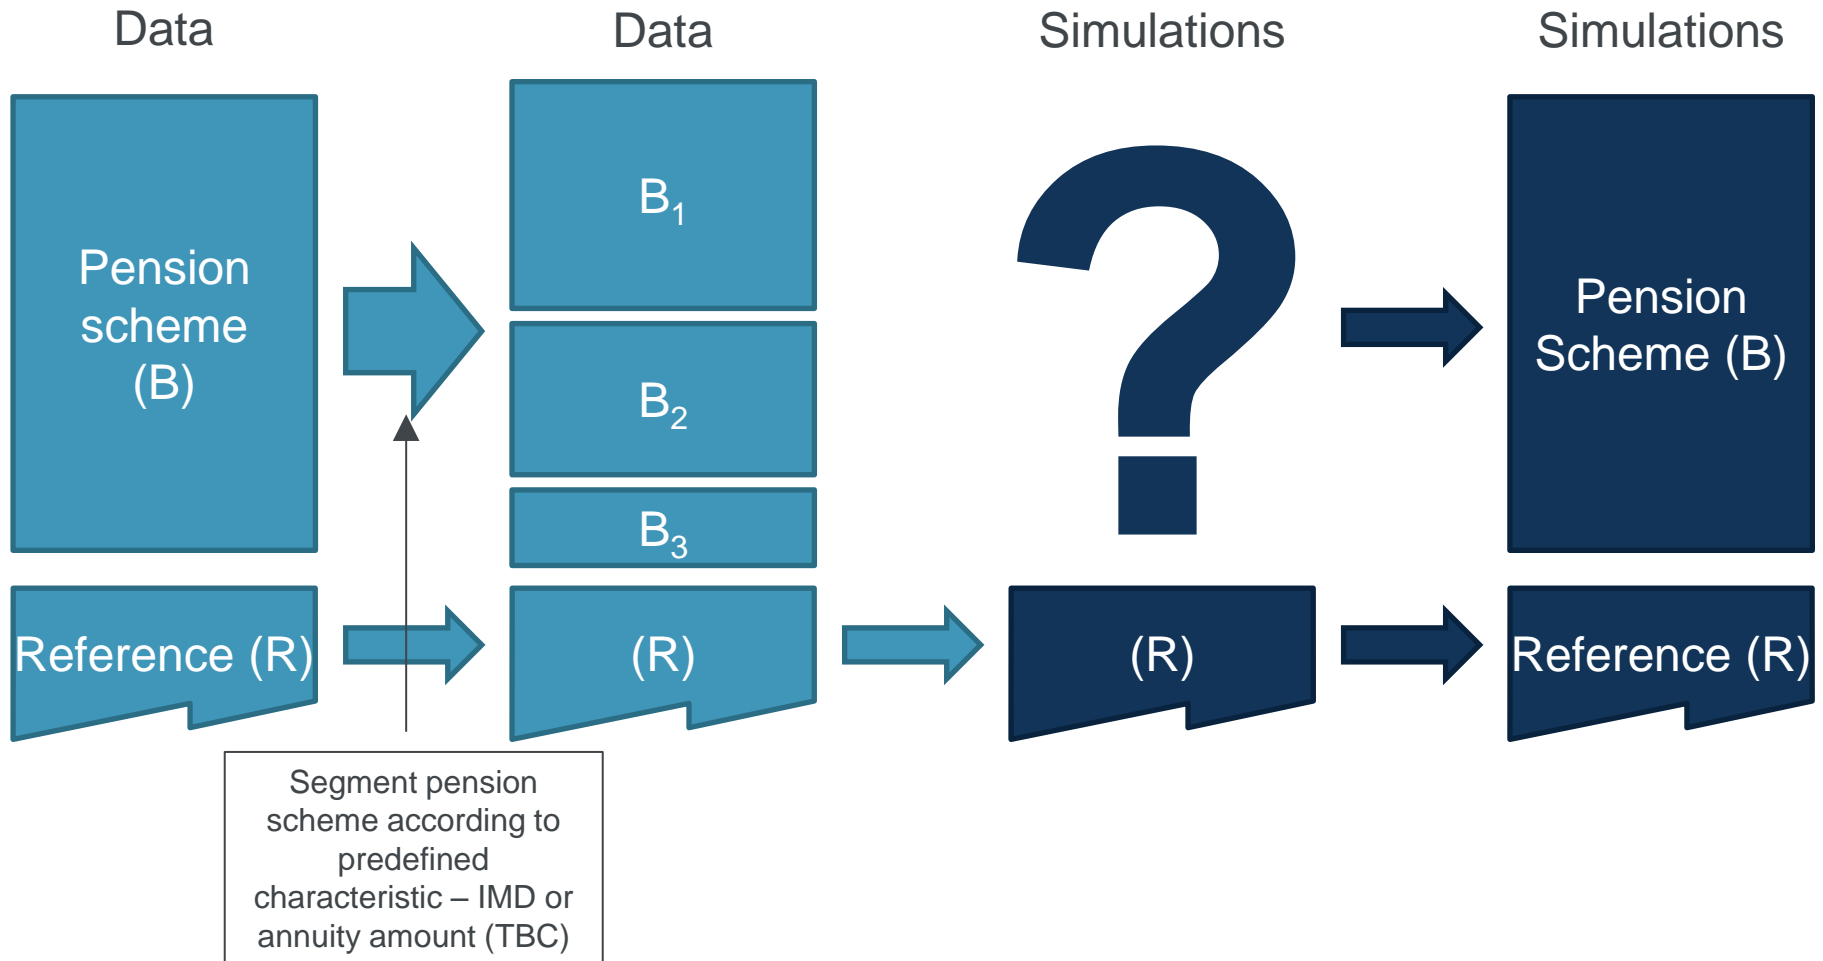 Data
Data
Simulations
Simulations
Pension
scheme
(B)
B₁
B₂
B₃
?
Pension
Scheme (B)
Reference (R)
(R)
(R)
Reference (R)
Segment pension
scheme according to
predefined
characteristic – IMD or
annuity amount (TBC)